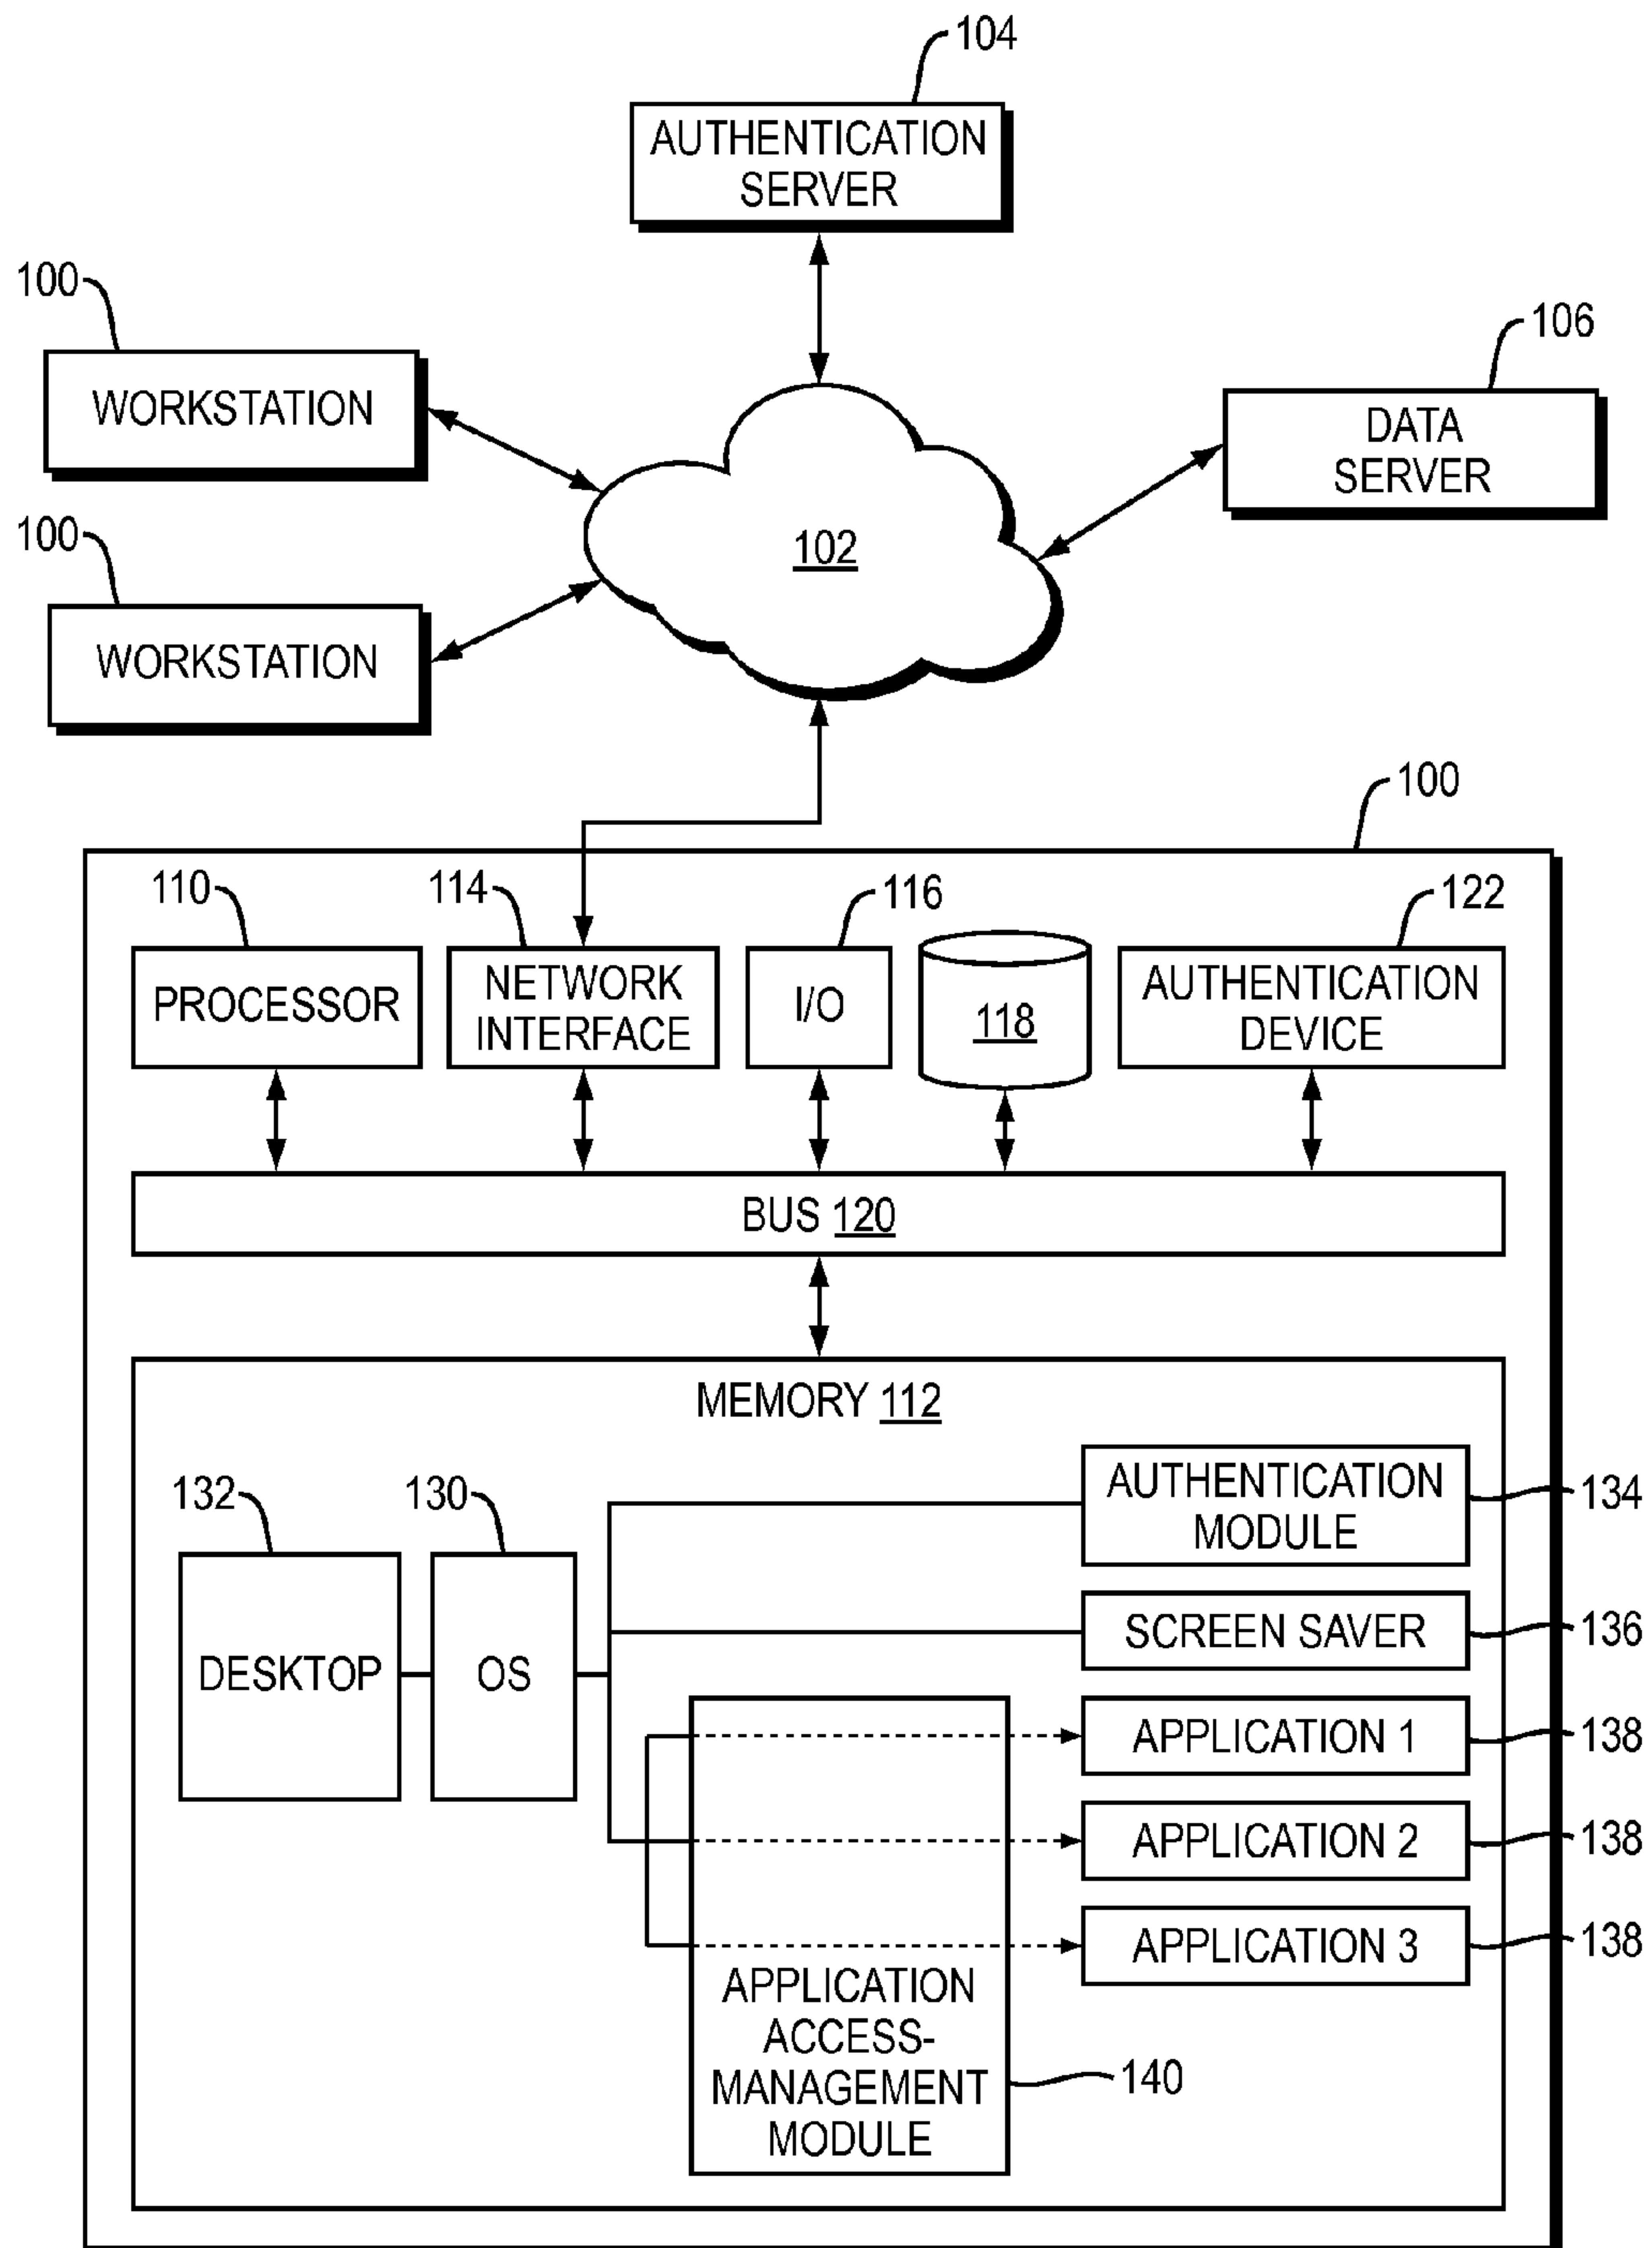 104
AUTHENTICATION
SERVER
100
WORKSTATION
106
DATA
SERVER
100
WORKSTATION
102
100
110
114
116
122
PROCESSOR
NETWORK
INTERFACE
I/O
118
AUTHENTICATION
DEVICE
BUS 120
MEMORY 112
132
130
AUTHENTICATION
MODULE
134
DESKTOP
OS
SCREEN SAVER
136
APPLICATION 1
138
APPLICATION 2
138
APPLICATION 3
138
APPLICATION
ACCESS-
MANAGEMENT
MODULE
140